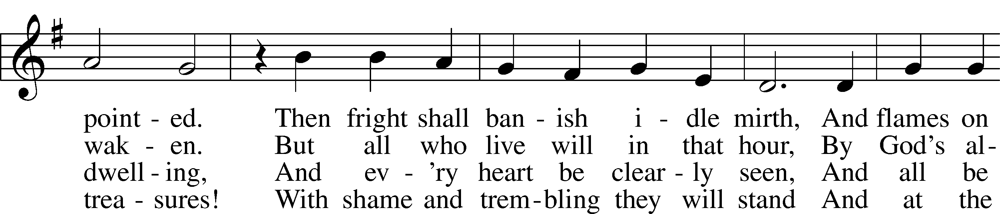 point - ed. Then fright shall ban - ish i - dle mirth, And flames on
wak - en. But all who live will in that hour, By God's al-
dwell - ing, And ev - 'ry heart be clear - ly seen, And all be
trea - sures! With shame and trem - bling they will stand And at the